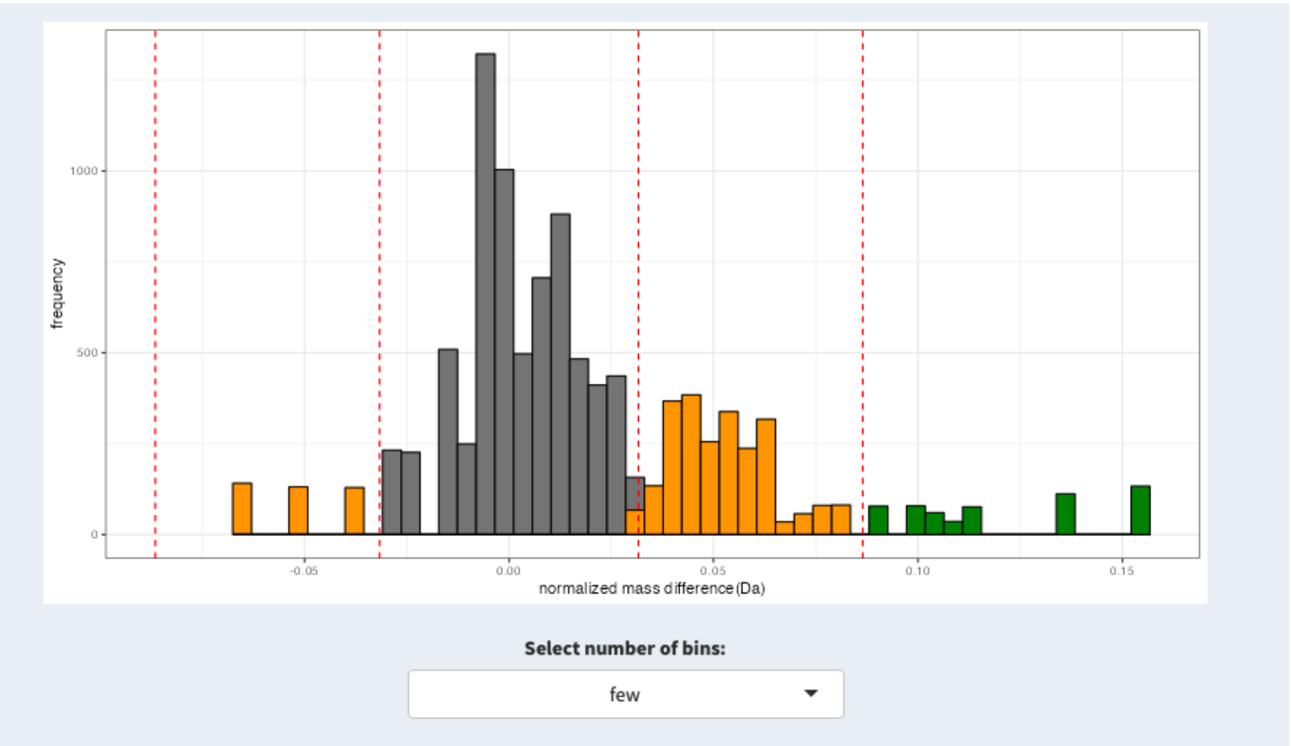 1000
500
0
frequency
-0.05 0.00 0.05 0.10 0.15
normalized mass difference(Da)
Select number of bins:
few